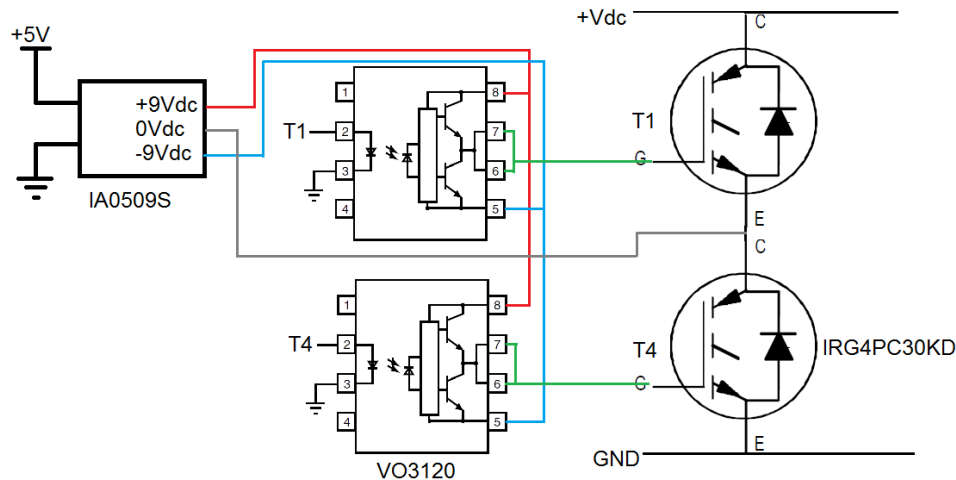 +5V
+9Vdc
0Vdc
-9Vdc
IA0509S
1
2
3
4
8
7
6
5
T1
+Vdc
C
T1
G
E
C
1
2
3
4
8
7
6
5
T4
VO3120
T4
G
IRG4PC30KD
E
GND